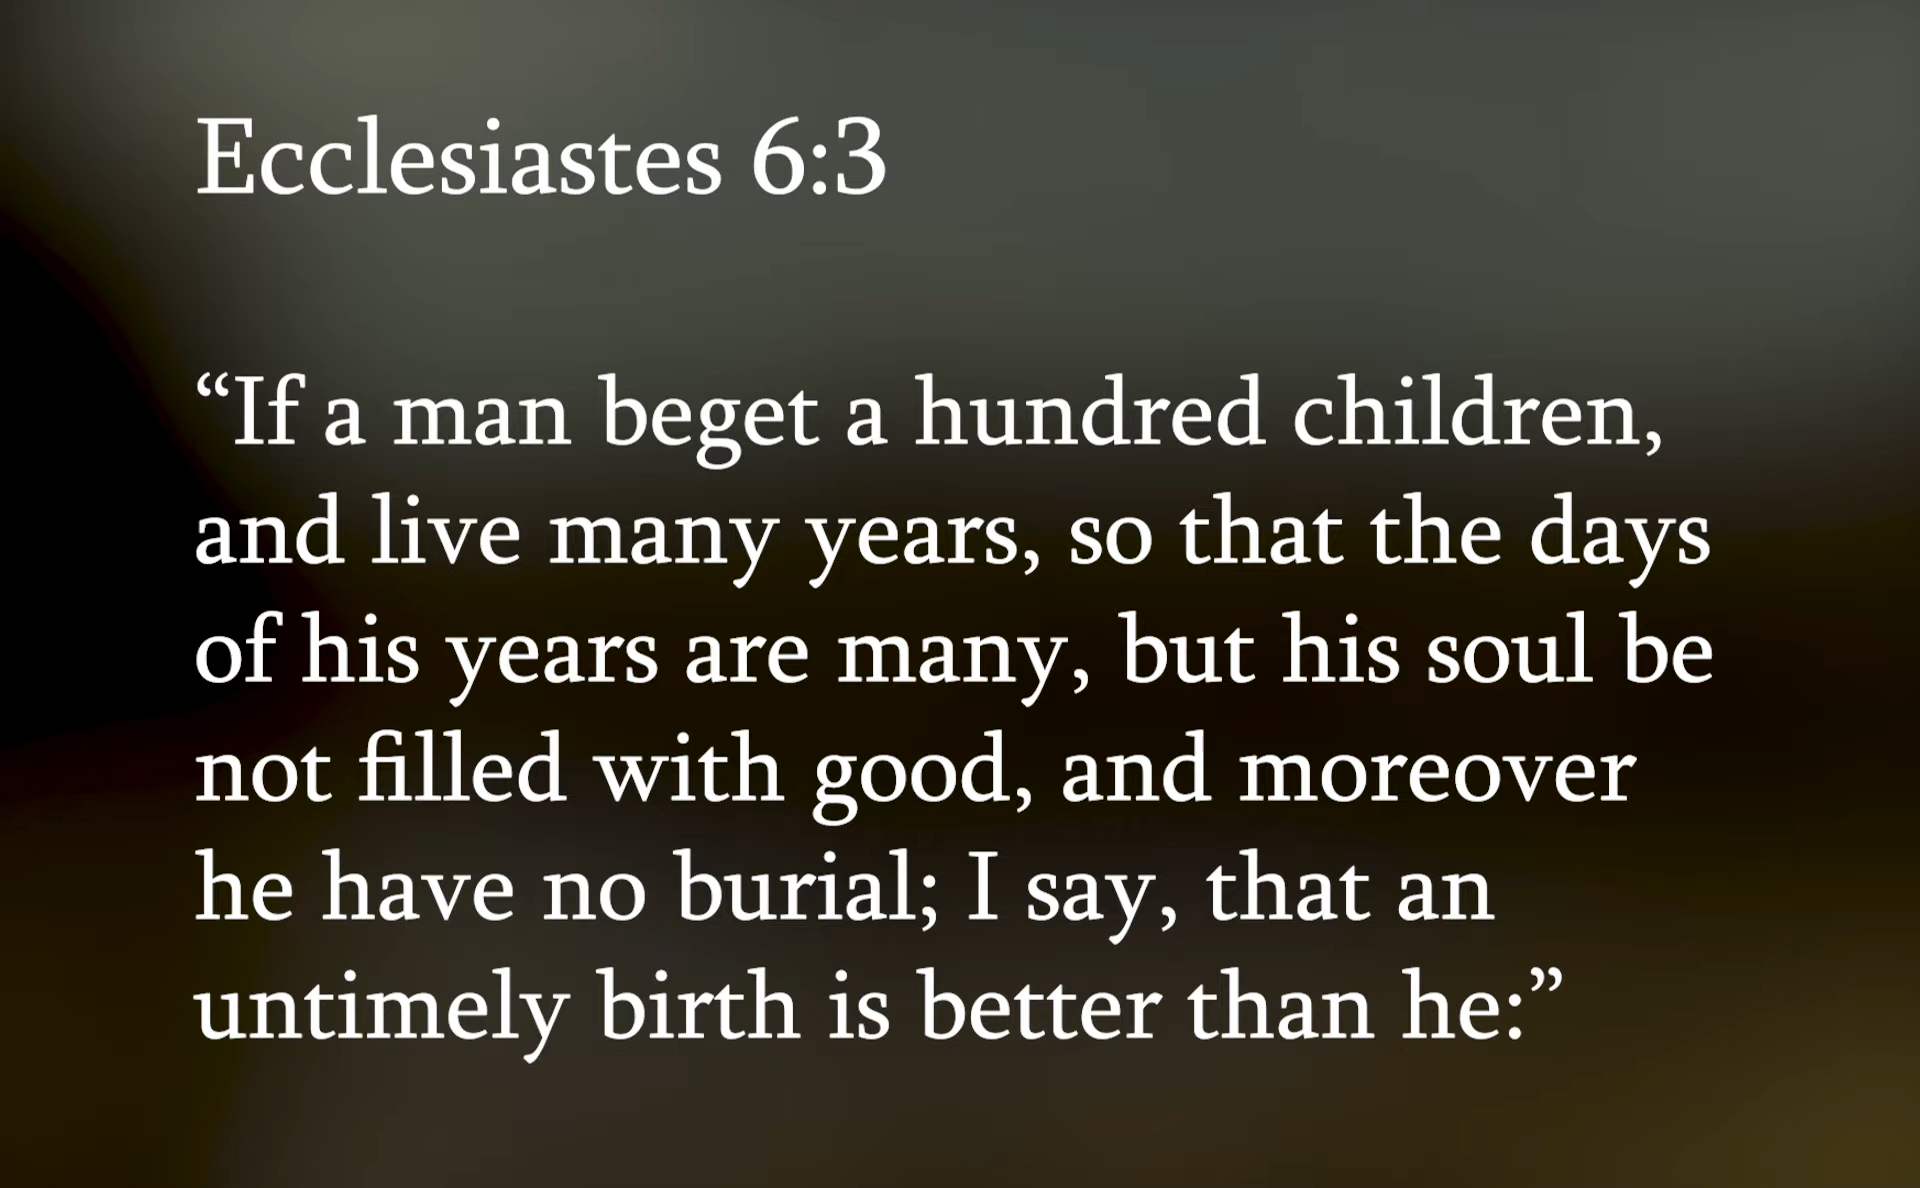 Ecclesiastes 6:3
“If a man beget a hundred children,
and live many years, so that the days
of his years are many, but his soul be
not filled with good, and moreover
he have no burial; I say, that an
untimely birth is better than he:”